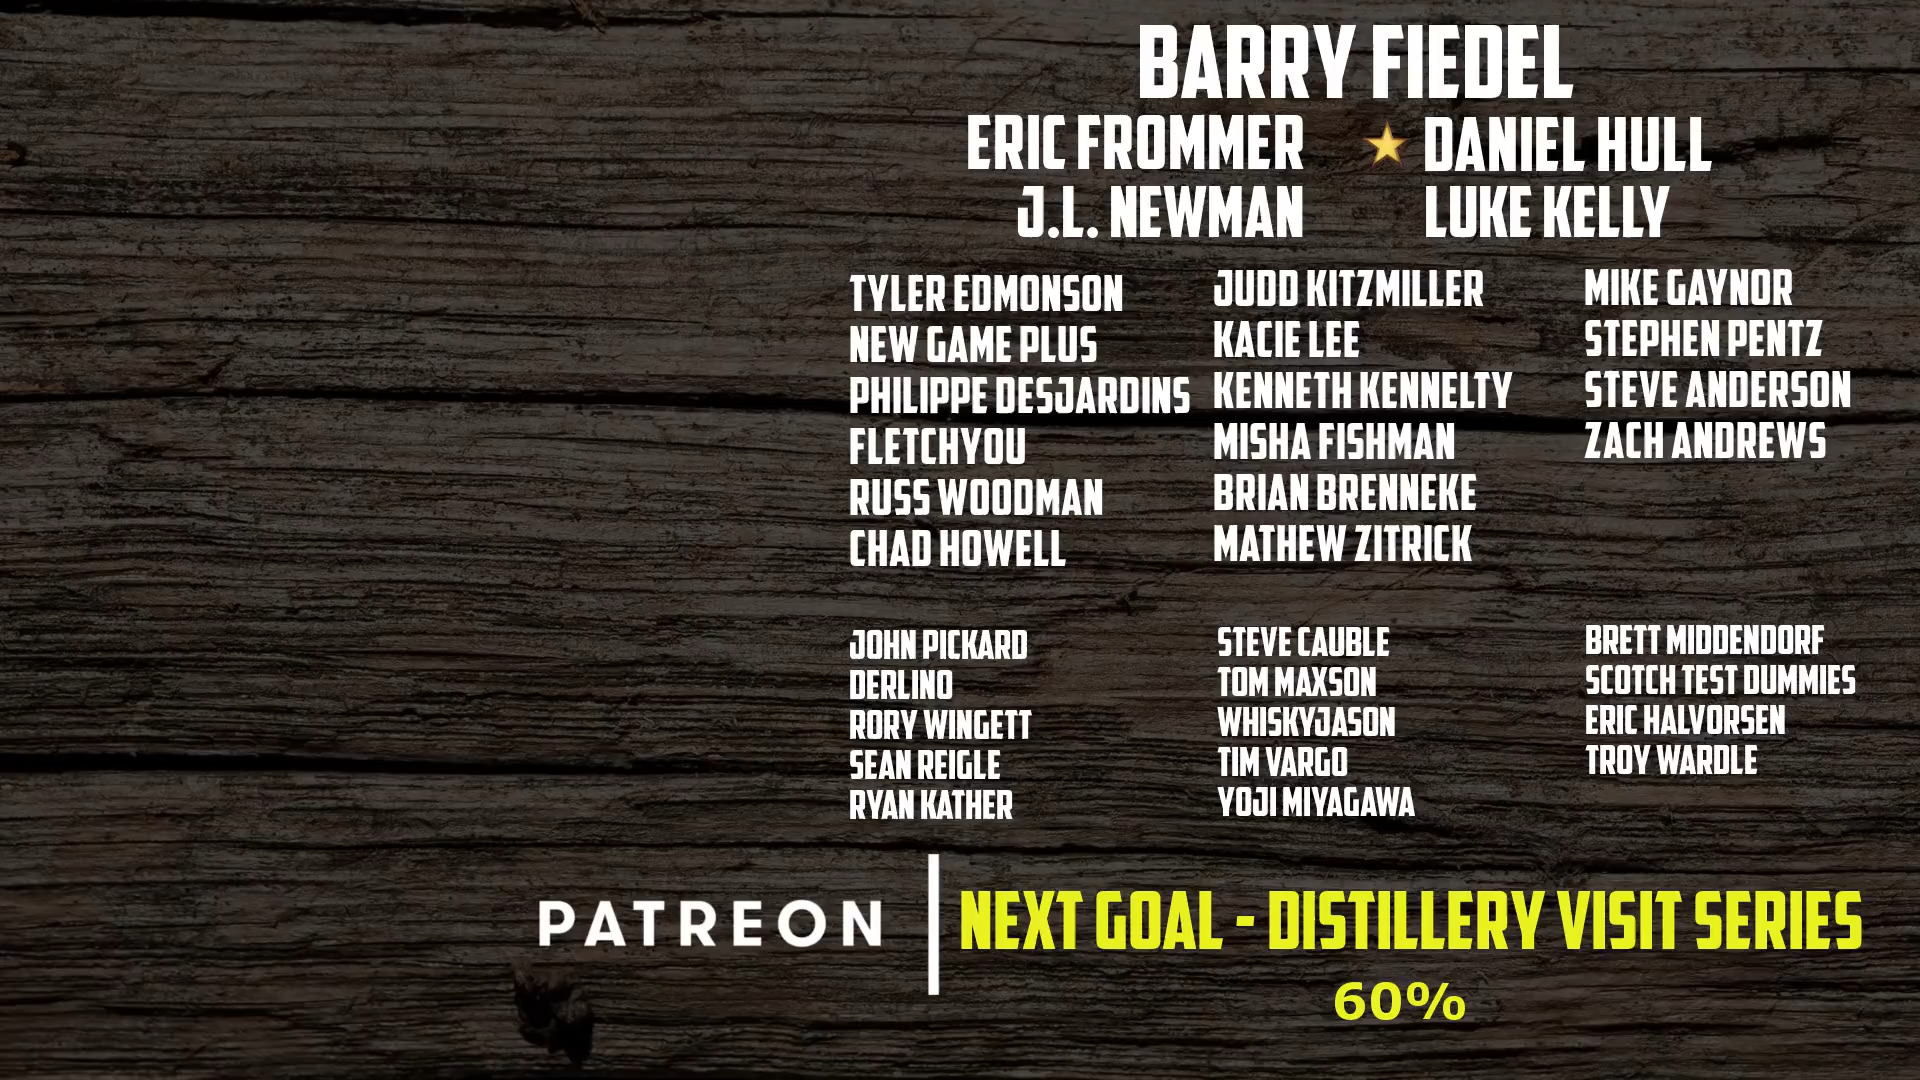 BARRY FIEDEL
ERIC FROMMER
DANIEL HULL
J.L. NEWMAN
LUKE KELLY
TYLER EDMONSON
NEW GAME PLUS
PHILIPPE DESJARDINS
FLETCHYOU
RUSS WOODMAN
CHAD HOWELL
JUDD KITZMILLER
KACIE LEE
KENNETH KENNELTY
MISHA FISHMAN
BRIAN BRENNEKE
MATHEW ZITRICK
MIKE GAYNOR
STEPHEN PENTZ
STEVE ANDERSON
ZACH ANDREWS
JOHN PICKARD
DERLINO
RORY WINGETT
SEAN REIGLE
RYAN KATHER
STEVE CAUBLE
TOM MAXSON
WHISKYJASON
TIM VARGO
YOJI MIYAGAWA
BRETT MIDDENDORF
SCOTCH TEST DUMMIES
ERIC HALVORSEN
TROY WARDLE
PATREON
NEXT GOAL - DISTILLERY VISIT SERIES
60%